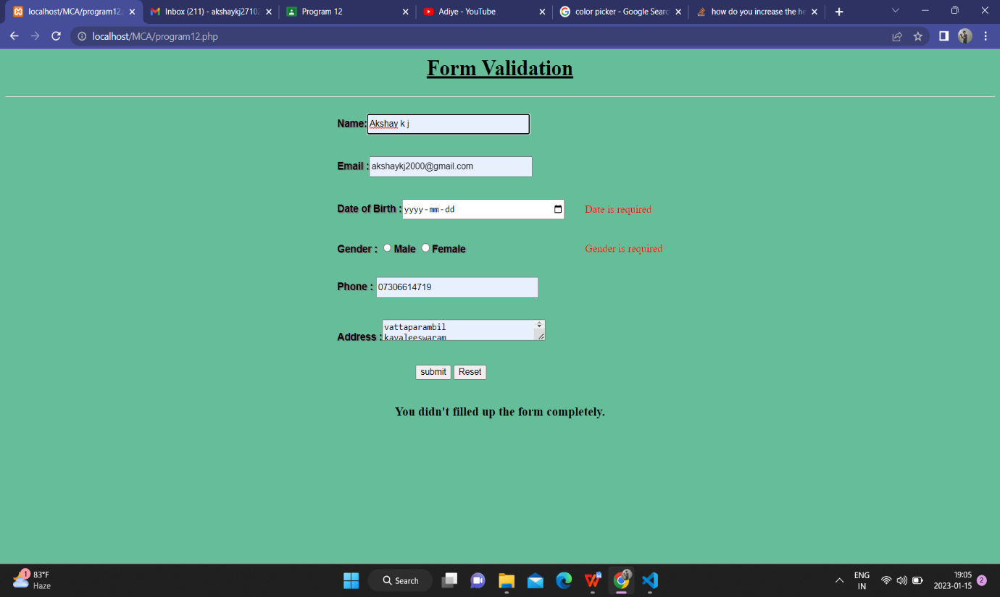 localhost/MCA/program12.
Inbox (211) - akshaykj27102
Program 12
Adiye - YouTube
color picker - Google Searc
how do you increase the he
localhost/MCA/program12.php
Form Validation
Name: Akshay k j
Email : akshaykj2000@gmail.com
Date of Birth : yyyy-mm-dd Date is required
Gender : Male Female Gender is required
Phone : 07306614719
vattaparambil
Address : kavaleeswaram
submit Reset
You didn't filled up the form completely.
1 83°F
Haze
Search
ENG
IN
19:05
2023-01-15
2